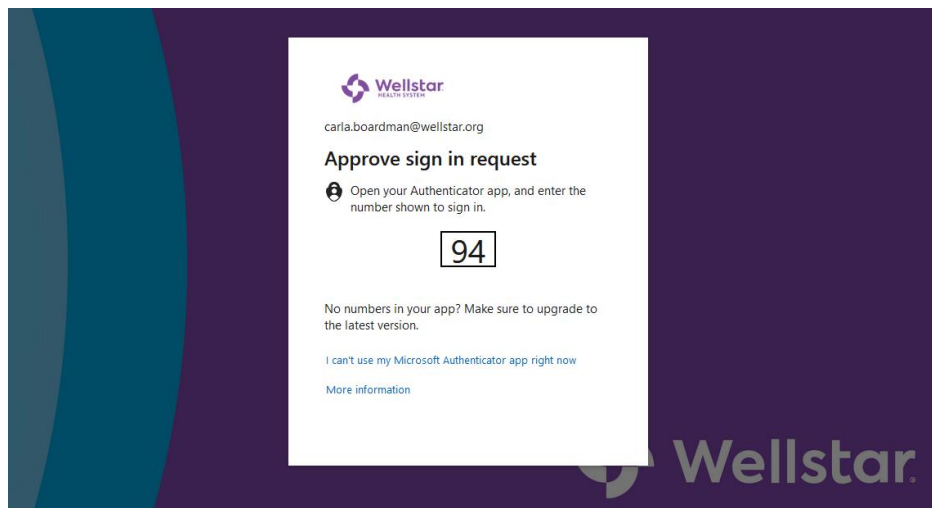 Wellstar
HEALTH SYSTEM
carla.boardman@wellstar.org
Approve sign in request
Open your Authenticator app, and enter the
number shown to sign in.
94
No numbers in your app? Make sure to upgrade to
the latest version.
I can't use my Microsoft Authenticator app right now
More information
Wellstar